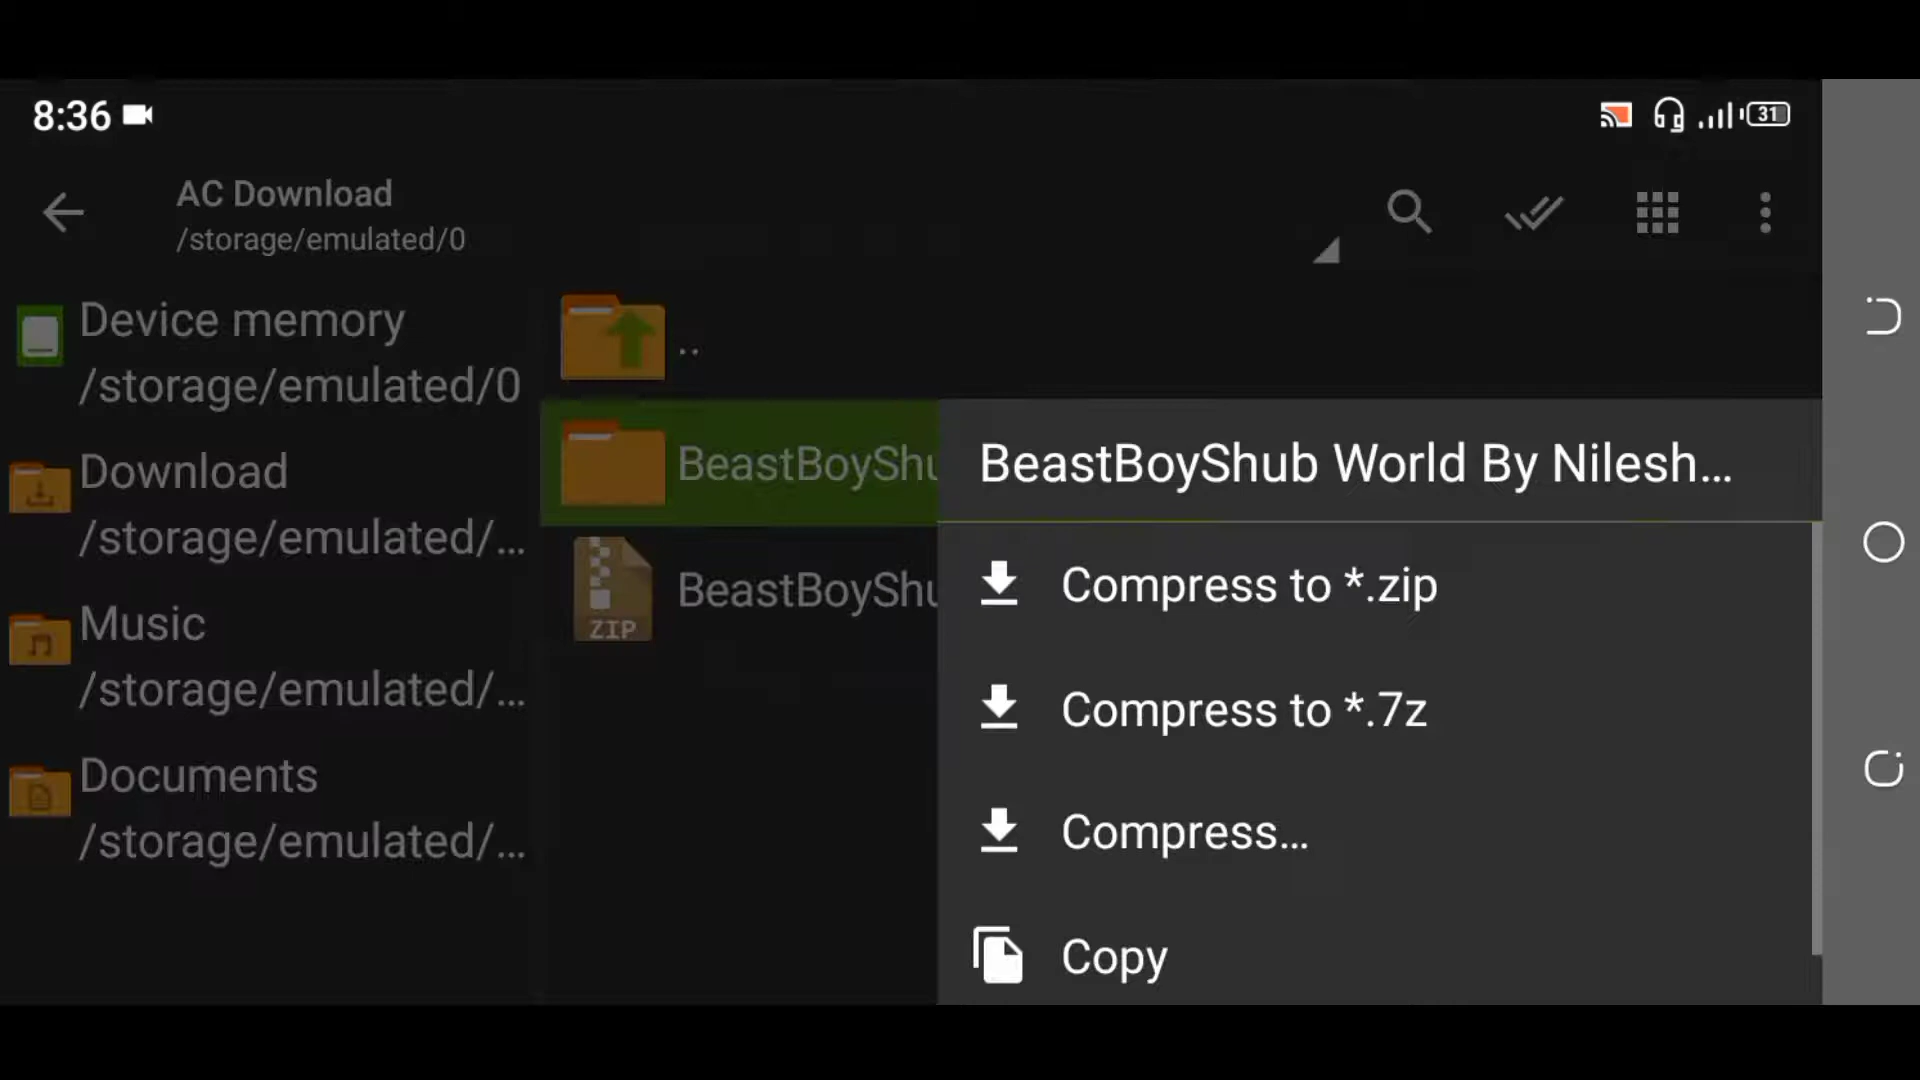 8:36
31
AC Download
/storage/emulated/0
Device memory
/storage/emulated/0
Download
/storage/emulated/...
Music
/storage/emulated/...
Documents
/storage/emulated/...
..
BeastBoyShu
BeastBoyShu
ZIP
BeastBoyShub World By Nilesh...
Compress to *.zip
Compress to *.7z
Compress...
Copy